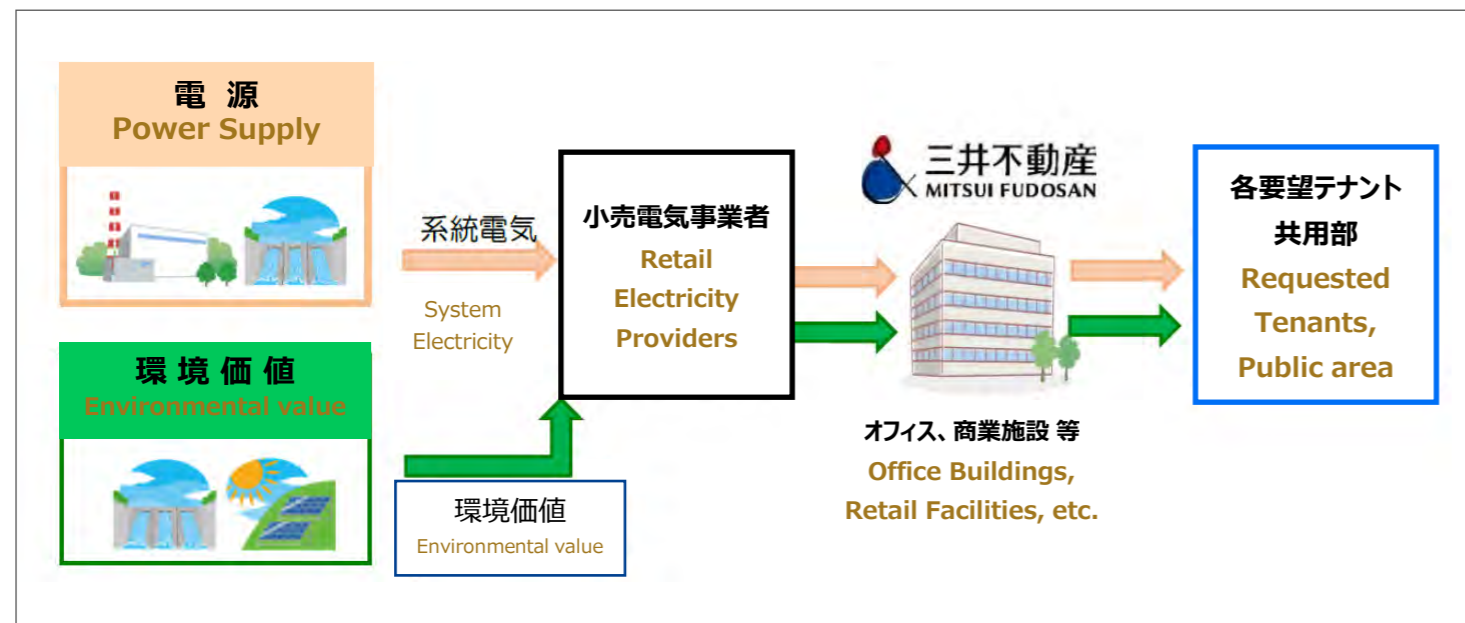 電 源
Power Supply
環 境 価 値
Environmental value
系統電気
System
Electricity
環境価値
Environmental value
小売電気事業者
Retail
Electricity
Providers
三井不動産
MITSUI FUDOSAN
オフィス、商業施設 等
Office Buildings,
Retail Facilities, etc.
各要望テナント
共用部
Requested
Tenants,
Public area